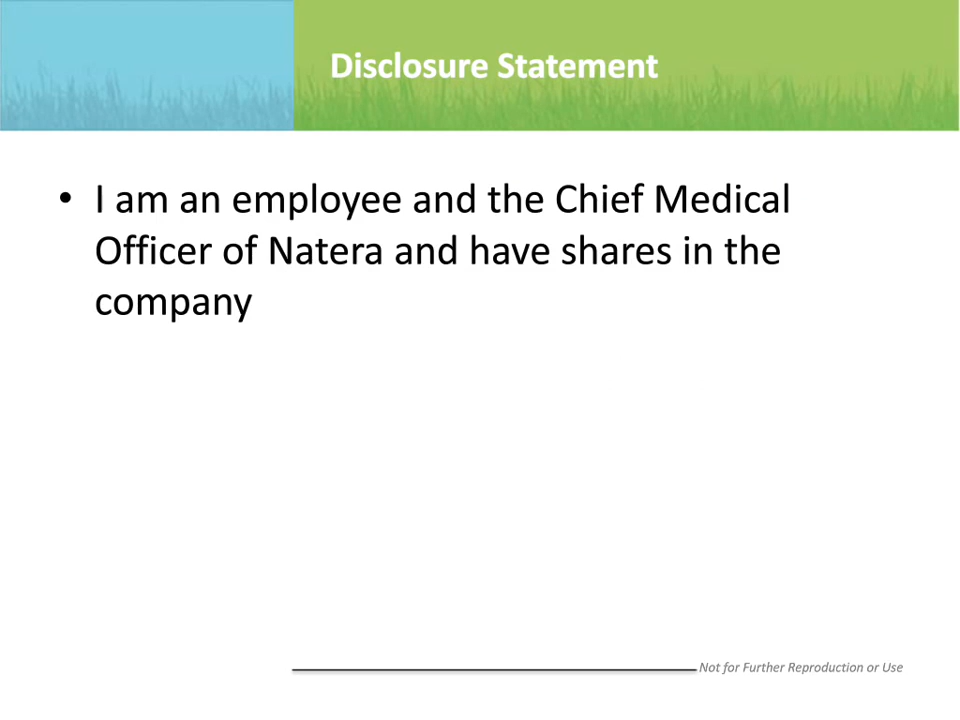 Disclosure Statement
• I am an employee and the Chief Medical
Officer of Natera and have shares in the
company
Not for Further Reproduction or Use